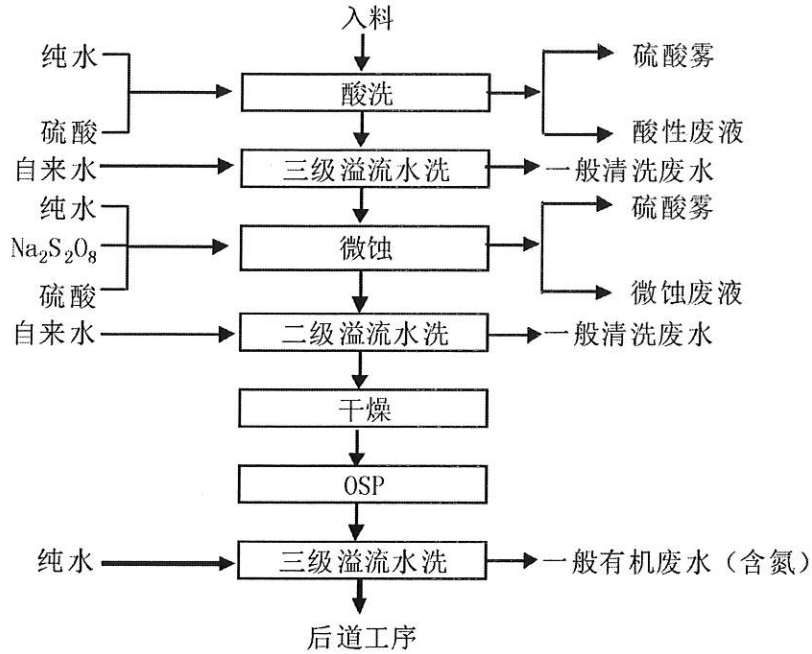 入料
纯水
硫酸雾
酸洗
硫酸
酸性废液
自来水
三级溢流水洗
一般清洗废水
纯水
硫酸雾
Na₂S₂O₈
微蚀
硫酸
微蚀废液
自来水
二级溢流水洗
一般清洗废水
干燥
OSP
纯水
三级溢流水洗
一般有机废水（含氮）
后道工序